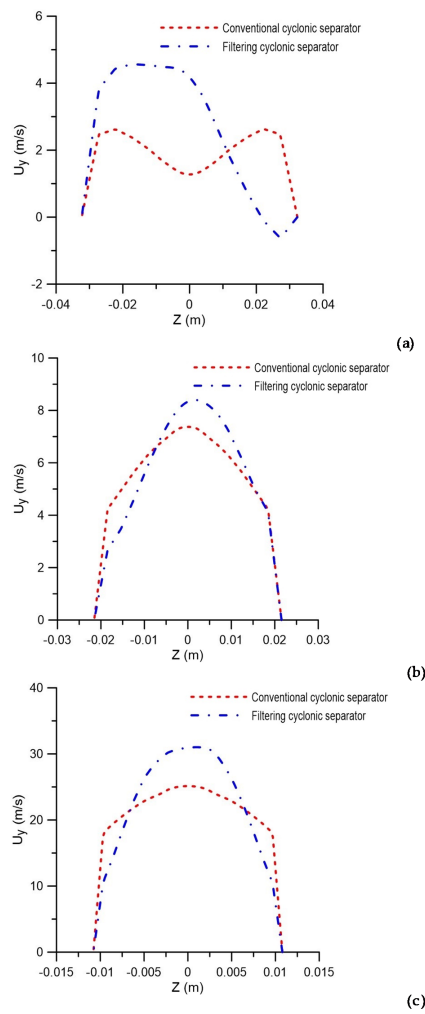 6
Conventional cyclonic separator
Filtering cyclonic separator
4
Uy (m/s)
2
0
-2
-0.04 -0.02 0 0.02 0.04
Z (m)
(a)
10
Conventional cyclonic separator
Filtering cyclonic separator
8
6
Uy (m/s)
4
2
0
-0.03 -0.02 -0.01 0 0.01 0.02 0.03
Z (m)
(b)
40
Conventional cyclonic separator
Filtering cyclonic separator
30
Uy (m/s)
20
10
0
-0.015 -0.01 -0.005 0 0.005 0.01 0.015
Z (m)
(c)